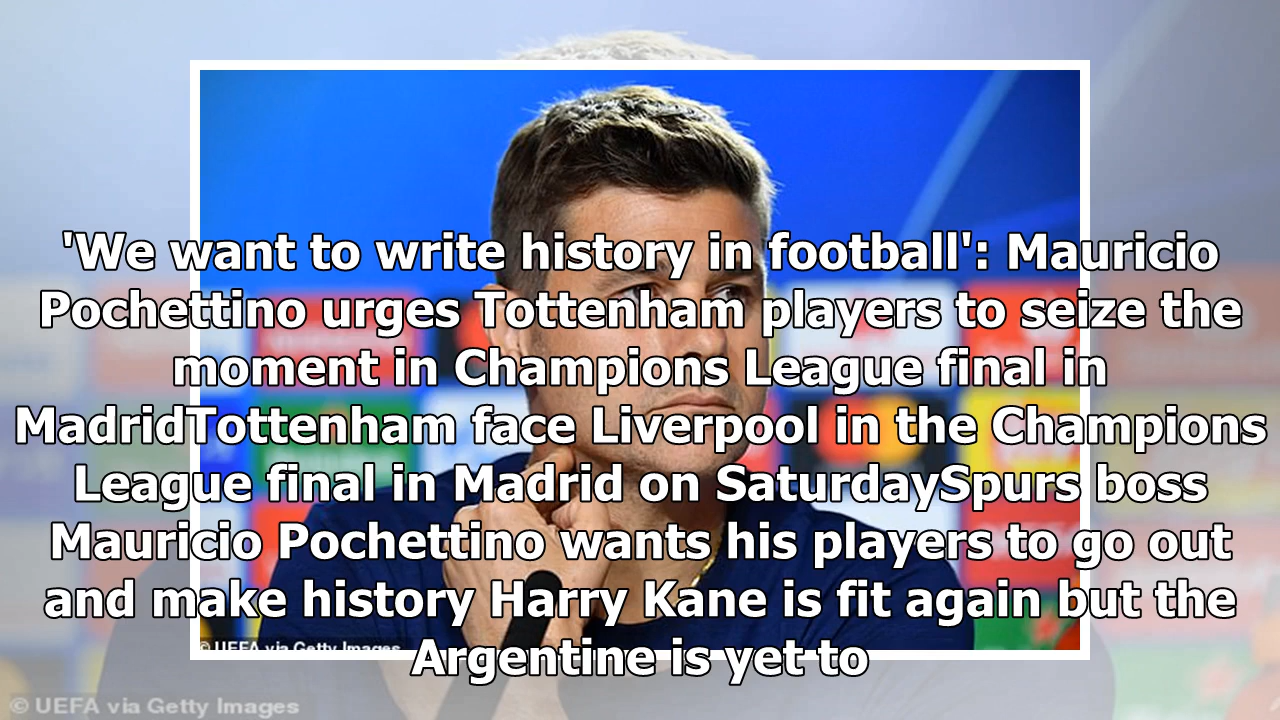 'We want to write history in football': Mauricio
Pochettino urges Tottenham players to seize the
moment in Champions League final in
MadridTottenham face Liverpool in the Champions
League final in Madrid on SaturdaySpurs boss
Mauricio Pochettino wants his players to go out
and make history Harry Kane is fit again but the
Argentine is yet to
© UEFA via Getty Images
© UEFA via Getty Images